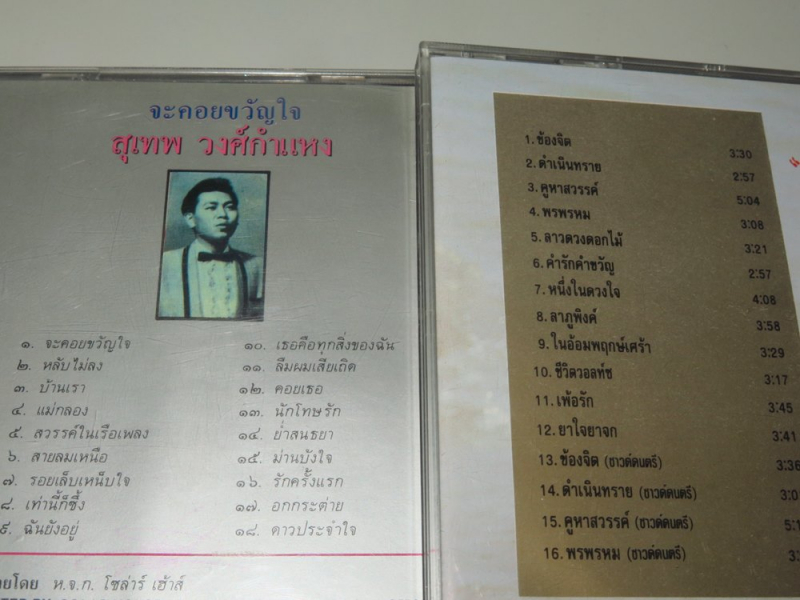 จะคอยขวัญใจ
สุเทพ วงศ์กำแหง
๑. จะคอยขวัญใจ
๒. หลับไม่ลง
๓. บ้านเรา
๔. แม่กลอง
๕. สวรรค์ในเรือเพลง
๖. สายลมเหนือ
๗. รอยเล็บเหน็บใจ
๘. เท่านี้ก็ซึ้ง
๙. ฉันยังอยู่
๑๐. เธอคือทุกสิ่งของฉัน
๑๑. ลืมผมเสียเถิด
๑๒. คอยเธอ
๑๓. นักโทษรัก
๑๔. ย่ำสนธยา
๑๕. ม่านบังใจ
๑๖. รักครั้งแรก
๑๗. อกกระต่าย
๑๘. ดาวประจำใจ
ห.จ.ก. โซล่าร์ เฮ้าส์
1. ข้องจิต 3:30
2. ดำเนินทราย 2:57
3. คูหาสวรรค์ 5:04
4. พรพรหม 3:08
5. ลาวดวงดอกไม้ 3:21
6. คำรักคำขวัญ 2:57
7. หนึ่งในดวงใจ 4:08
8. ลาภูพิงค์ 3:58
9. ในอ้อมพฤกษ์เศร้า 3:29
10. ชีวิตวอลท์ซ 3:17
11. เพ้อรัก 3:45
12. ยาใจยาจก 3:41
13. ข้องจิต (ซาวด์ดนตรี) 3:36
14. ดำเนินทราย (ซาวด์ดนตรี)
15. คูหาสวรรค์ (ซาวด์ดนตรี)
16. พรพรหม (ซาวด์ดนตรี)